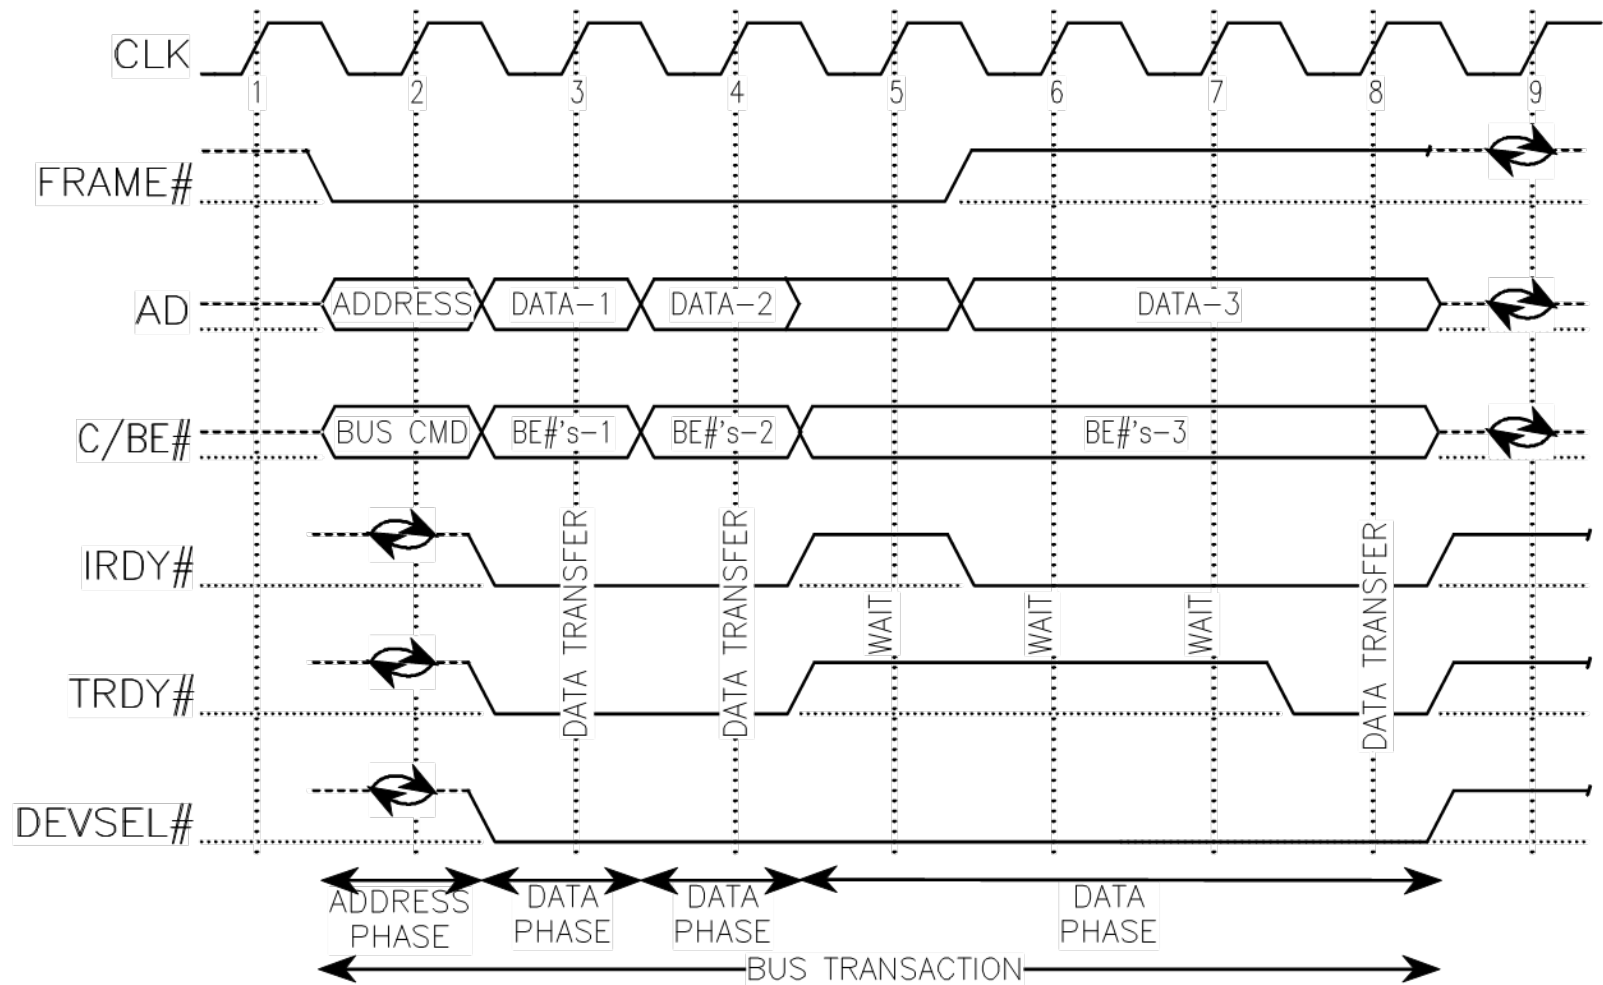 CLK
1 2 3 4 5 6 7 8 9
FRAME#
AD
ADDRESS DATA-1 DATA-2 DATA-3
C/BE#
BUS CMD BE#'s-1 BE#'s-2 BE#'s-3
IRDY#
TRDY#
DATA TRANSFER
DATA TRANSFER
WAIT
WAIT
WAIT
DATA TRANSFER
DEVSEL#
ADDRESS
PHASE
DATA
PHASE
DATA
PHASE
DATA
PHASE
BUS TRANSACTION